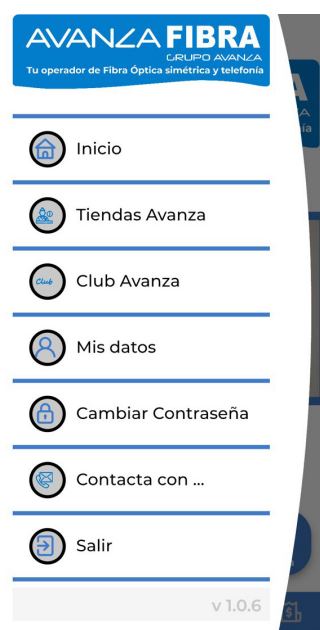 AVANZA FIBRA
GRUPO AVANZA
Tu operador de Fibra Óptica simétrica y telefonía
Inicio
Tiendas Avanza
Club
Club Avanza
Mis datos
Cambiar Contraseña
Contacta con ...
Salir
v 1.0.6